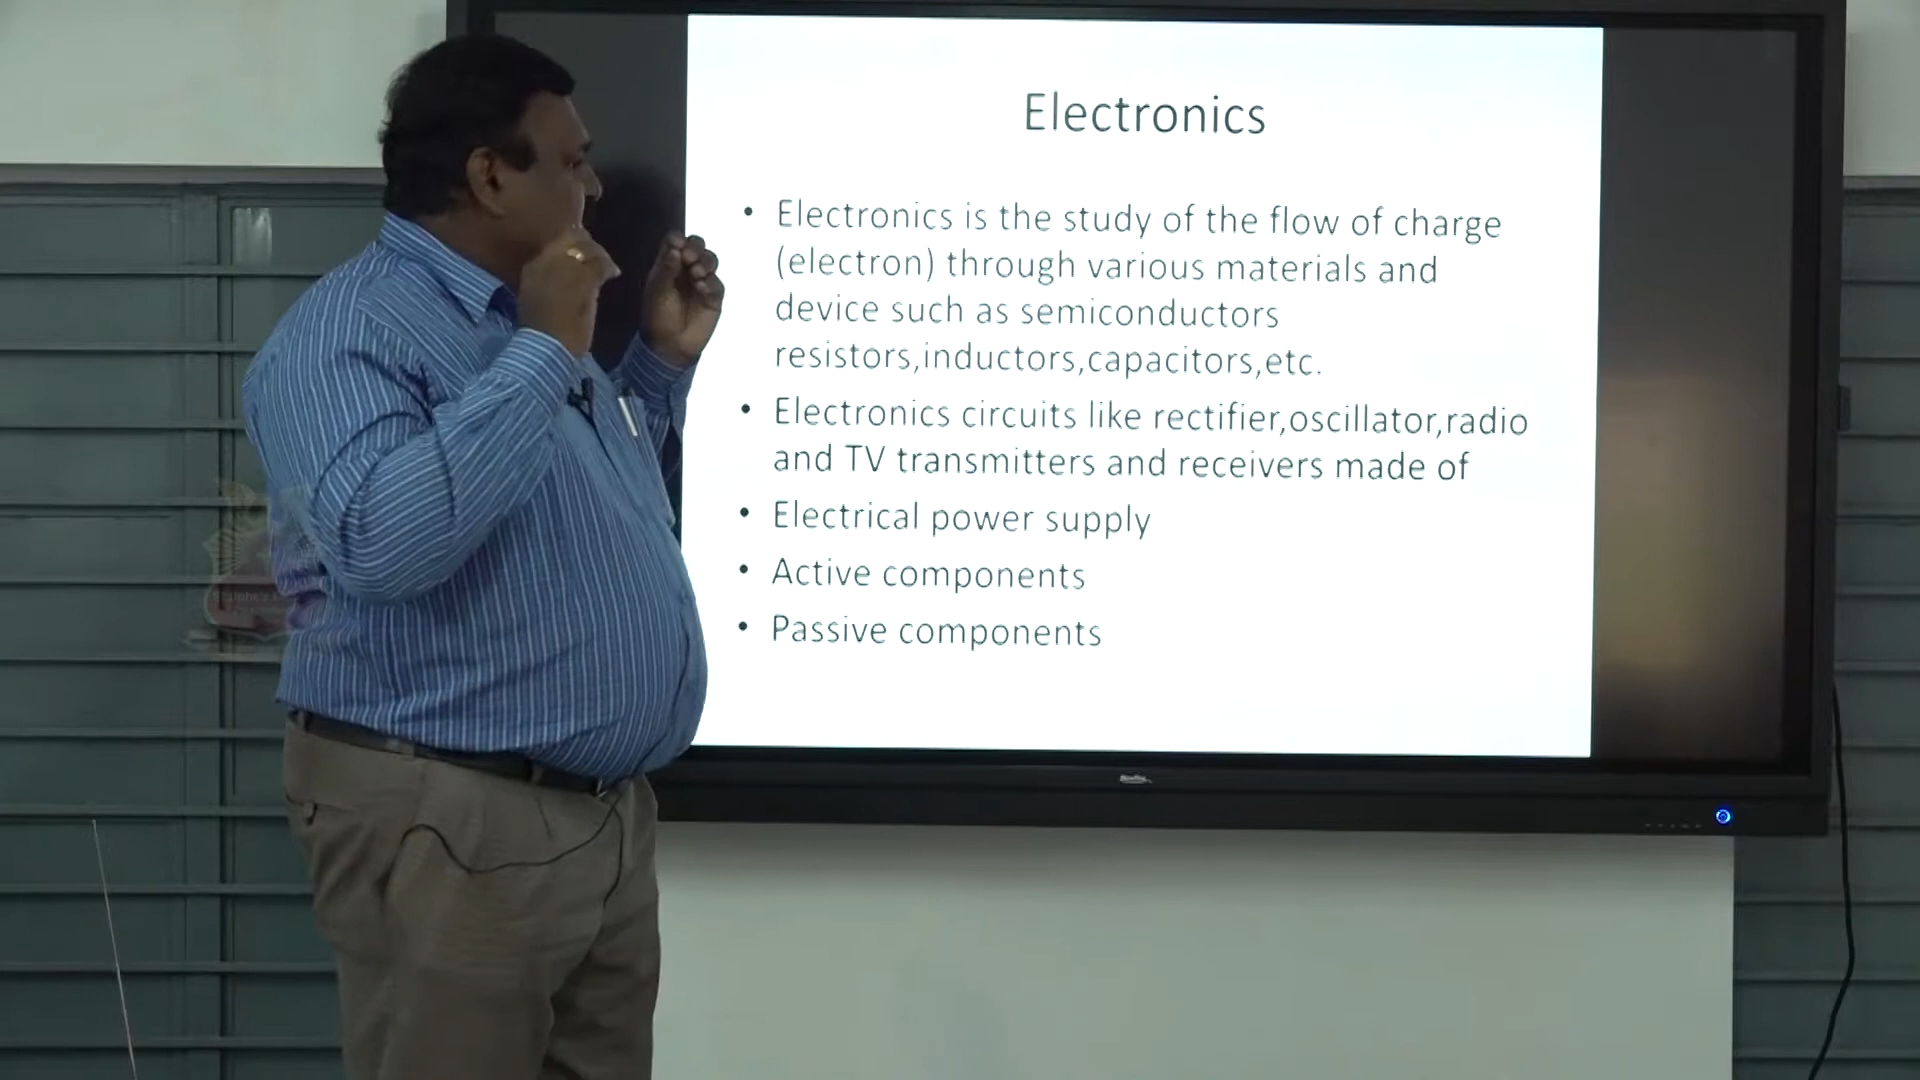 Electronics
• Electronics is the study of the flow of charge
(electron) through various materials and
device such as semiconductors
resistors,inductors,capacitors,etc.
• Electronics circuits like rectifier,oscillator,radio
and TV transmitters and receivers made of
• Electrical power supply
• Active components
• Passive components